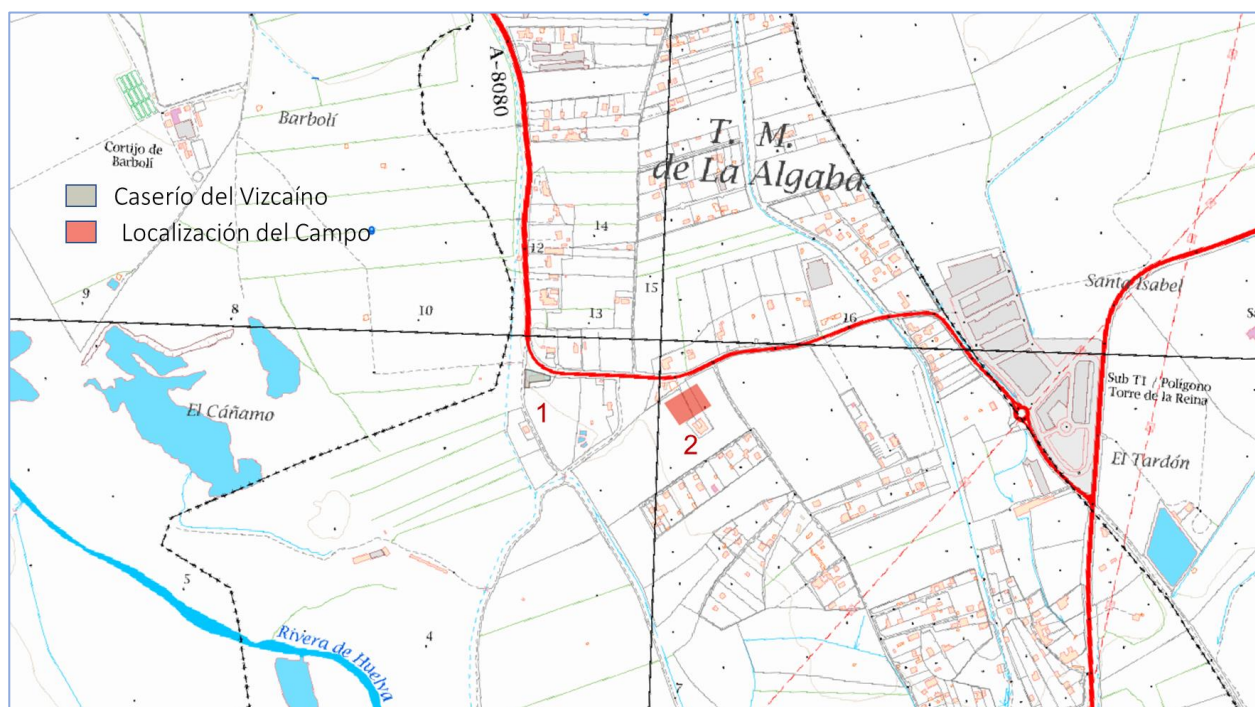 A-8080
Barbolí
Cortijo de
Barbolí
T. M.
de La Algaba
Caserío del Vizcaíno
Localización del Campo
14
12
15
9
8
10
13
16
Santa Isabel
Sub T1 / Polígono
Torre de la Reina
El Cáñamo
1
2
El Tardón
5
4
Rivera de Huelva